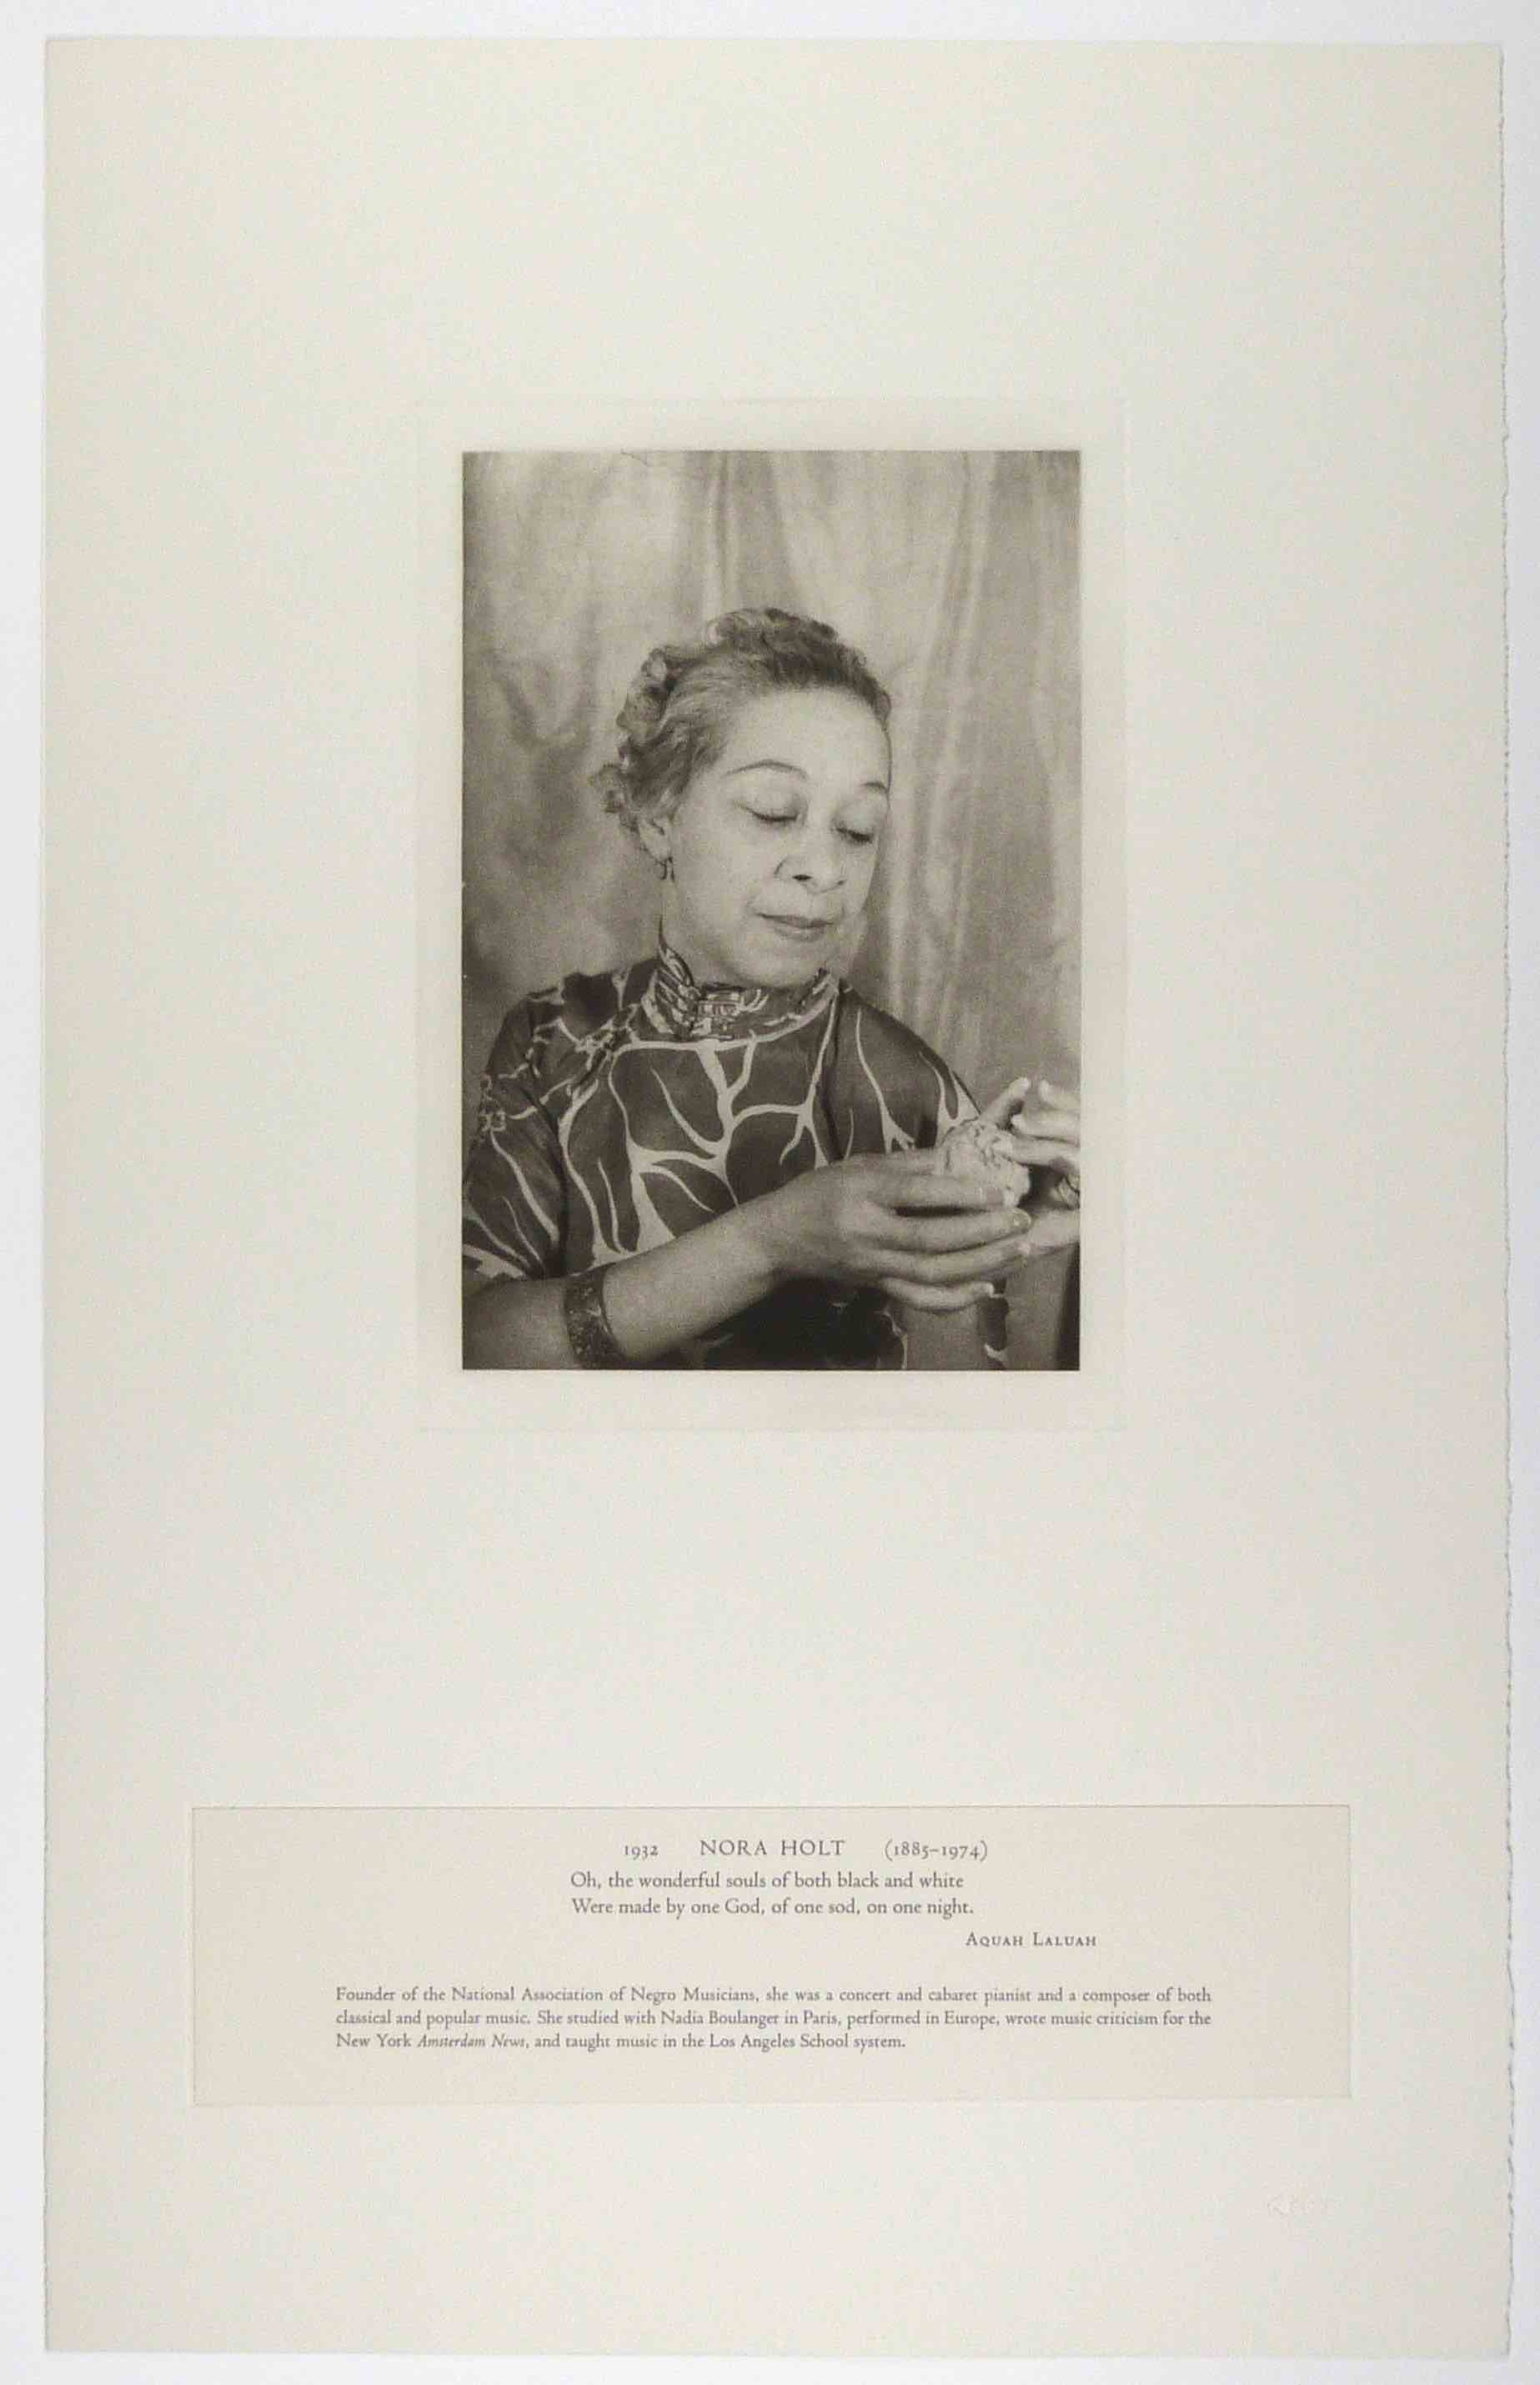 1932 NORA HOLT (1885–1974)
Oh, the wonderful souls of both black and white
Were made by one God, of one sod, on one night.
AQUAH LALUAH
Founder of the National Association of Negro Musicians, she was a concert and cabaret pianist and a composer of both
classical and popular music. She studied with Nadia Boulanger in Paris, performed in Europe, wrote music criticism for the
New York Amsterdam News, and taught music in the Los Angeles School system.